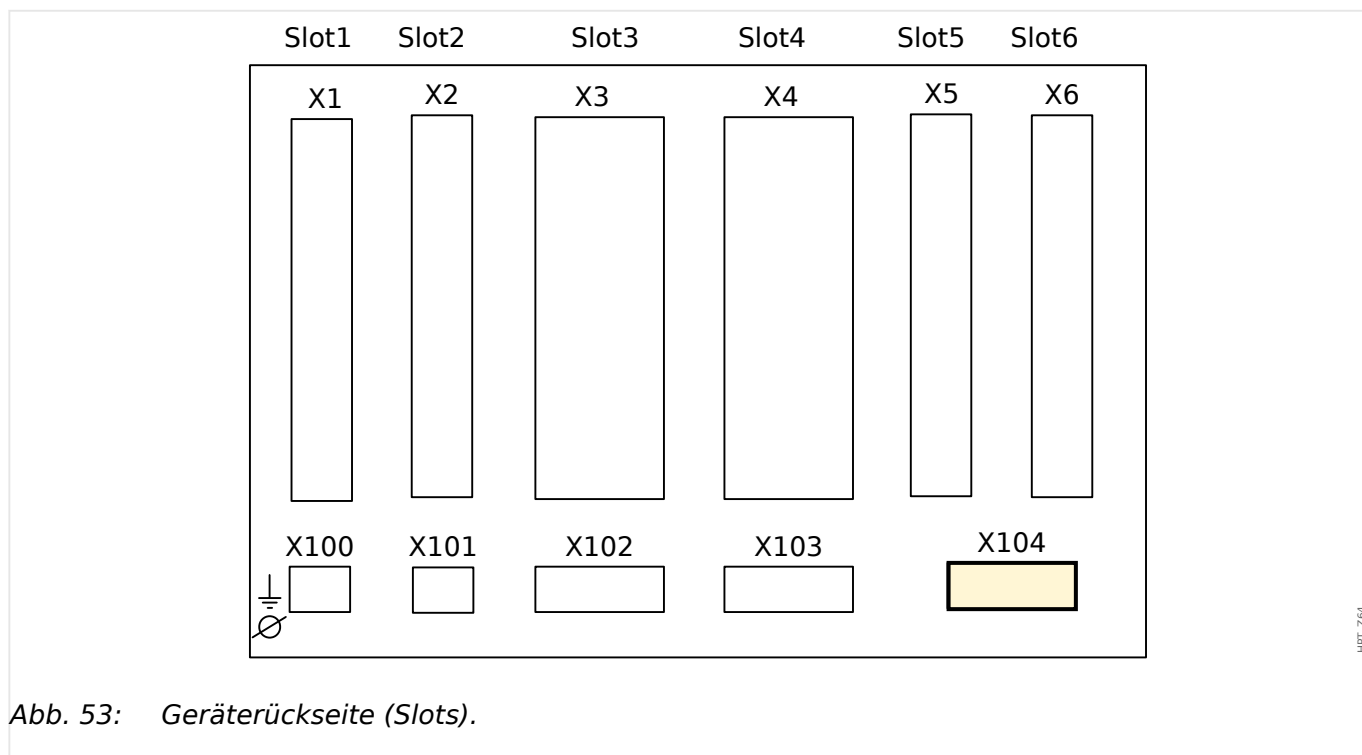 Slot1 Slot2 Slot3 Slot4 Slot5 Slot6
X1 X2 X3 X4 X5 X6
X100 X101 X102 X103 X104
HPT_Z64
Abb. 53: Geräterückseite (Slots).